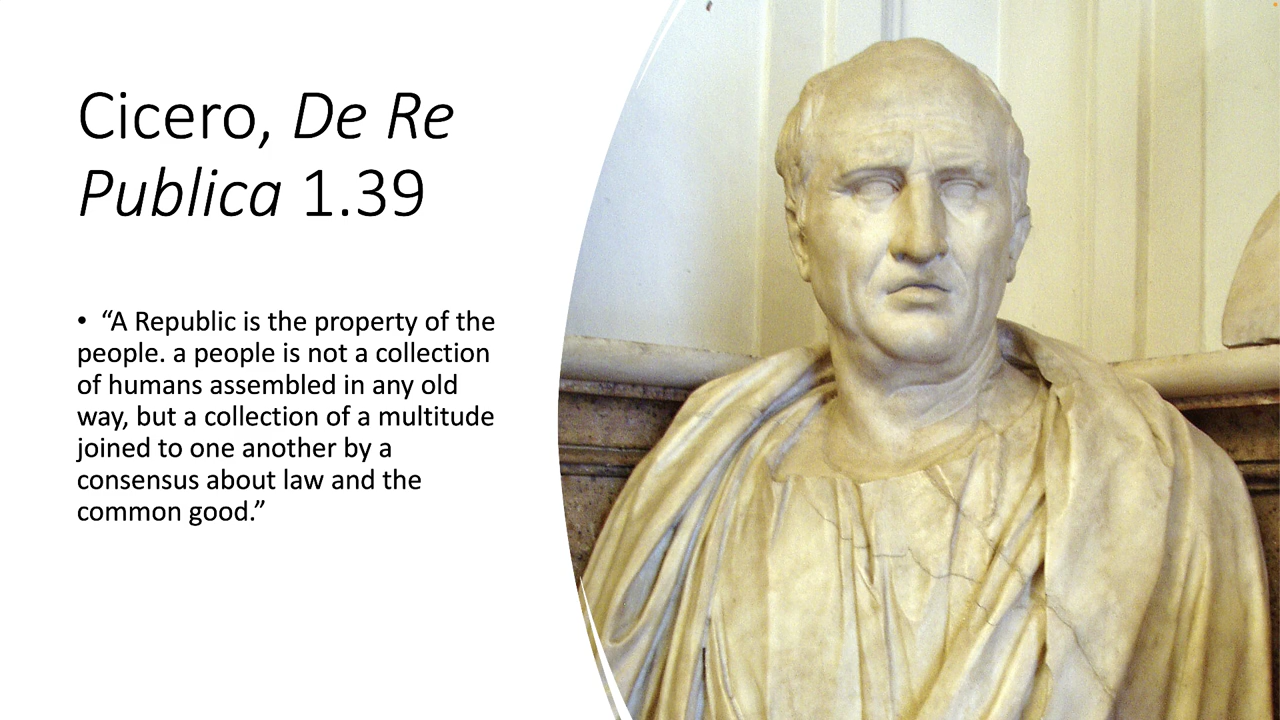 Cicero, De Re
Publica 1.39
• “A Republic is the property of the
people. a people is not a collection
of humans assembled in any old
way, but a collection of a multitude
joined to one another by a
consensus about law and the
common good.”